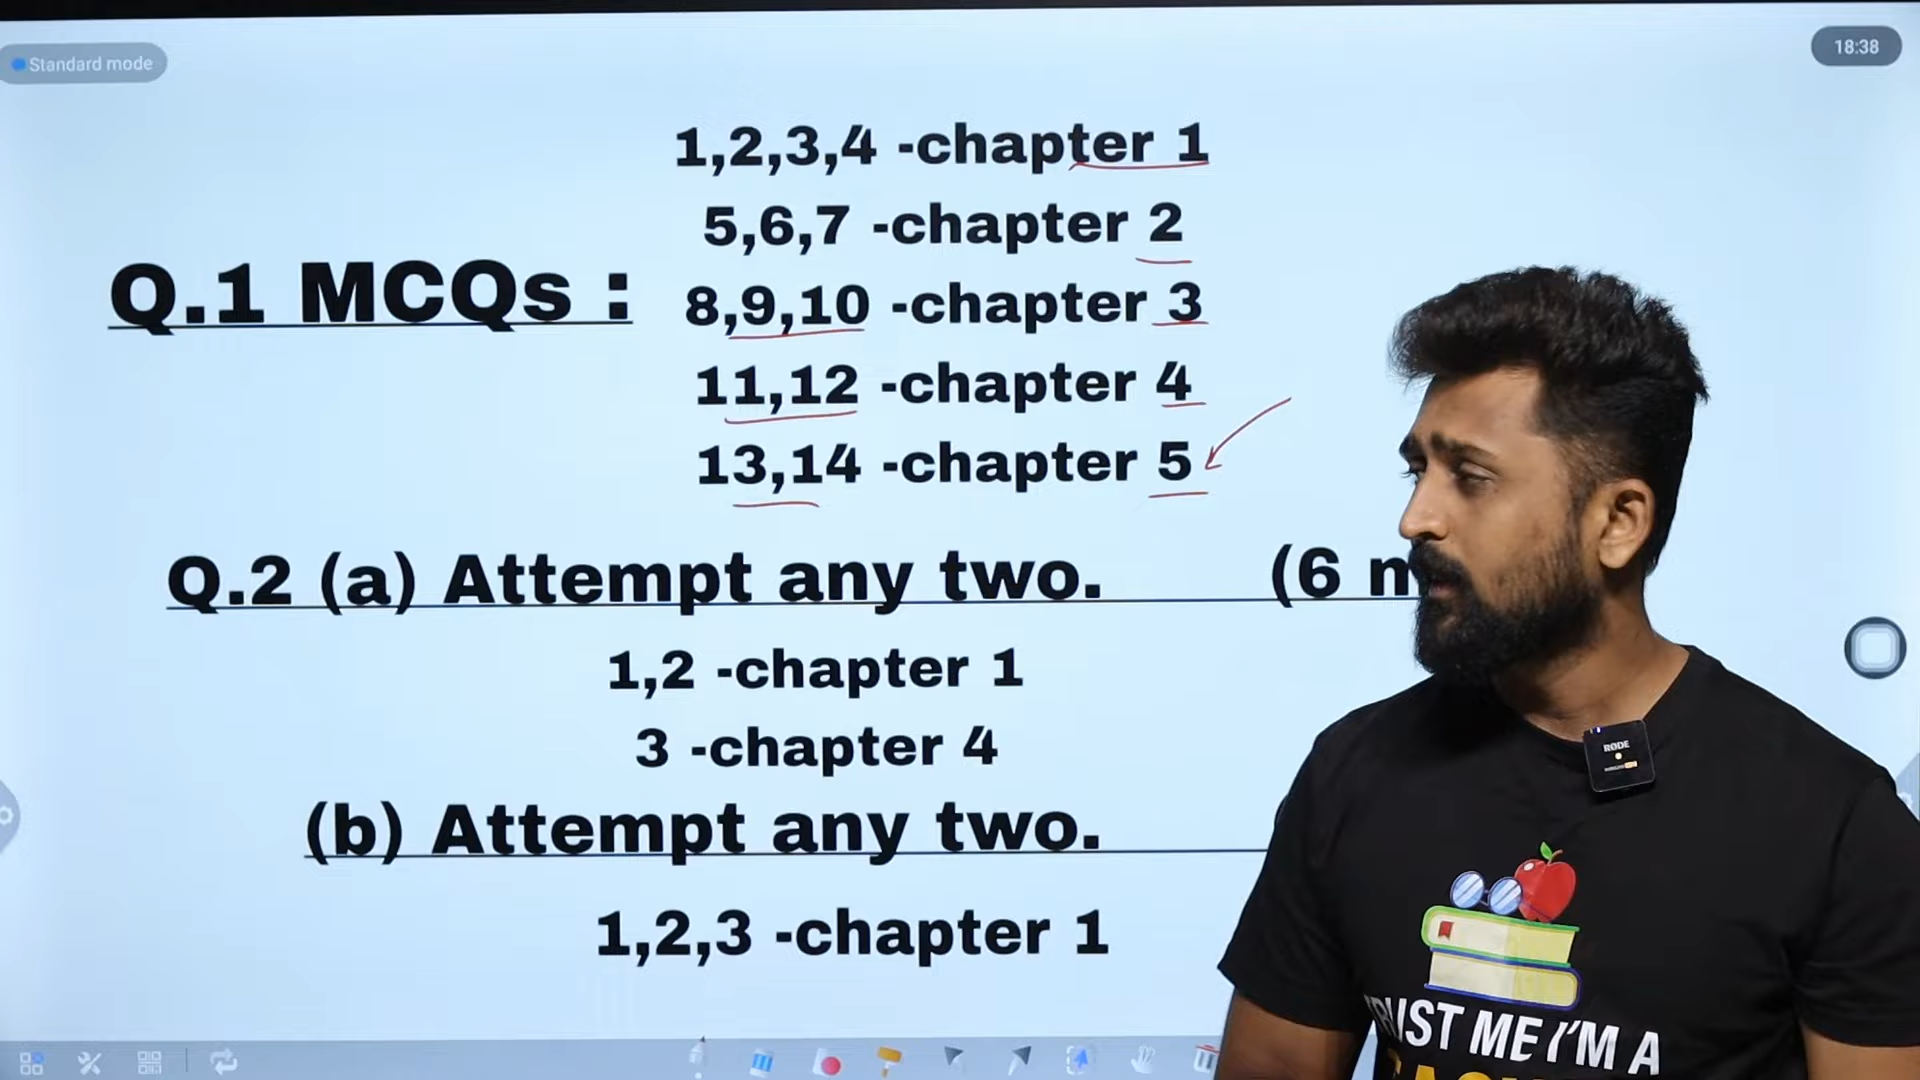 Standard mode
18:38
1,2,3,4 -chapter 1
5,6,7 -chapter 2
Q.1 MCQs :
8,9,10 -chapter 3
11,12 -chapter 4
13,14 -chapter 5
Q.2 (a) Attempt any two. (6
1,2 -chapter 1
3 -chapter 4
(b) Attempt any two.
1,2,3 -chapter 1
RØDE
TRUST ME I'M A